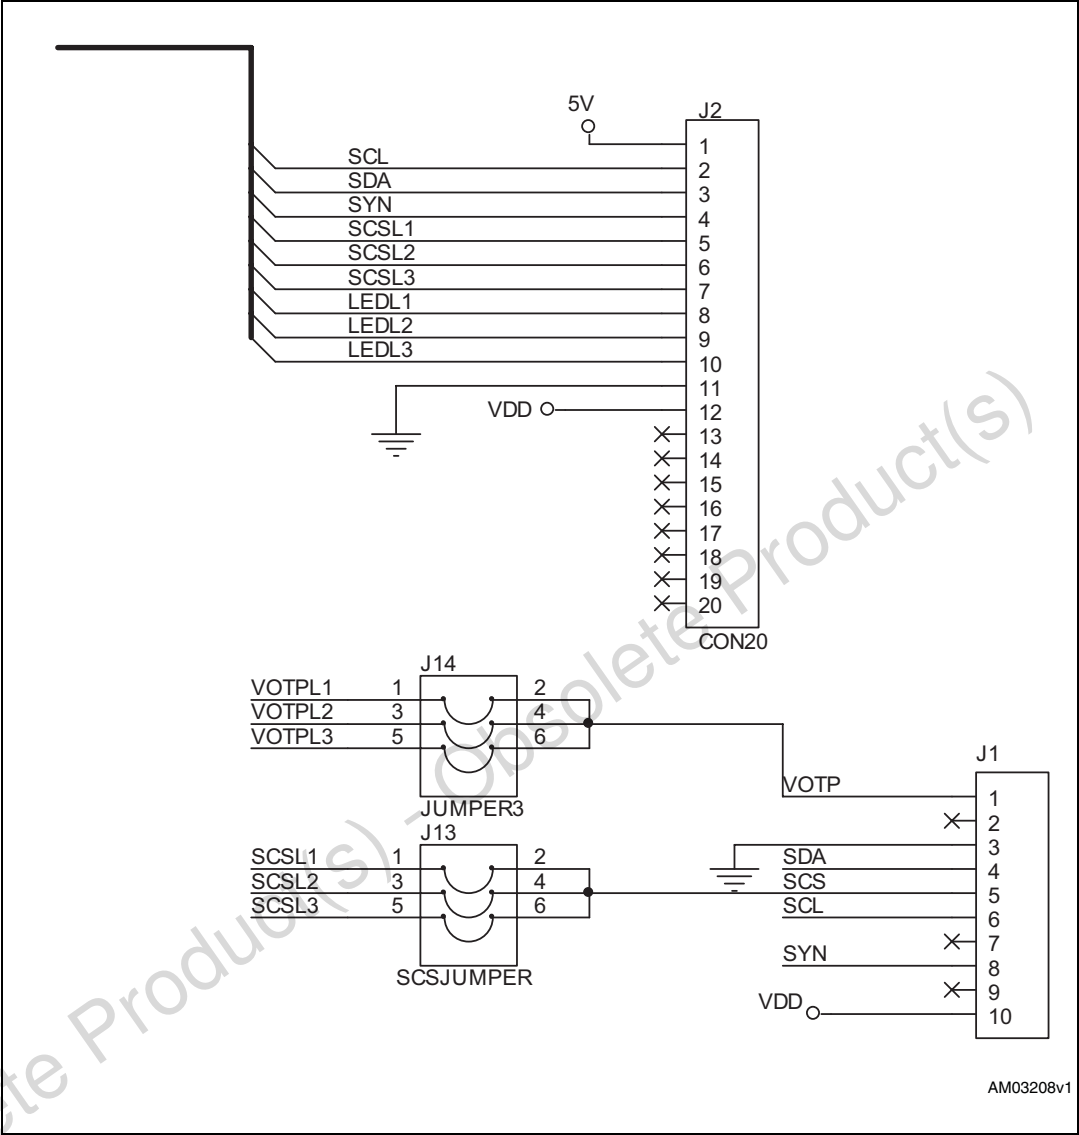 5V
J2
1
SCL
2
SDA
3
SYN
4
SCSL1
5
SCSL2
6
SCSL3
7
LEDL1
8
LEDL2
9
LEDL3
10
11
VDD
12
13
14
15
16
17
18
19
20
CON20
J14
VOTPL1 1 2
VOTPL2 3 4
VOTPL3 5 6
JUMPER3
J1
VOTP
1
2
3
SDA
4
SCS
5
SCL
6
7
SYN
8
9
VDD
10
J13
SCSL1 1 2
SCSL2 3 4
SCSL3 5 6
SCSJUMPER
AM03208v1
ete Product(s) - Obsolete Product(s)